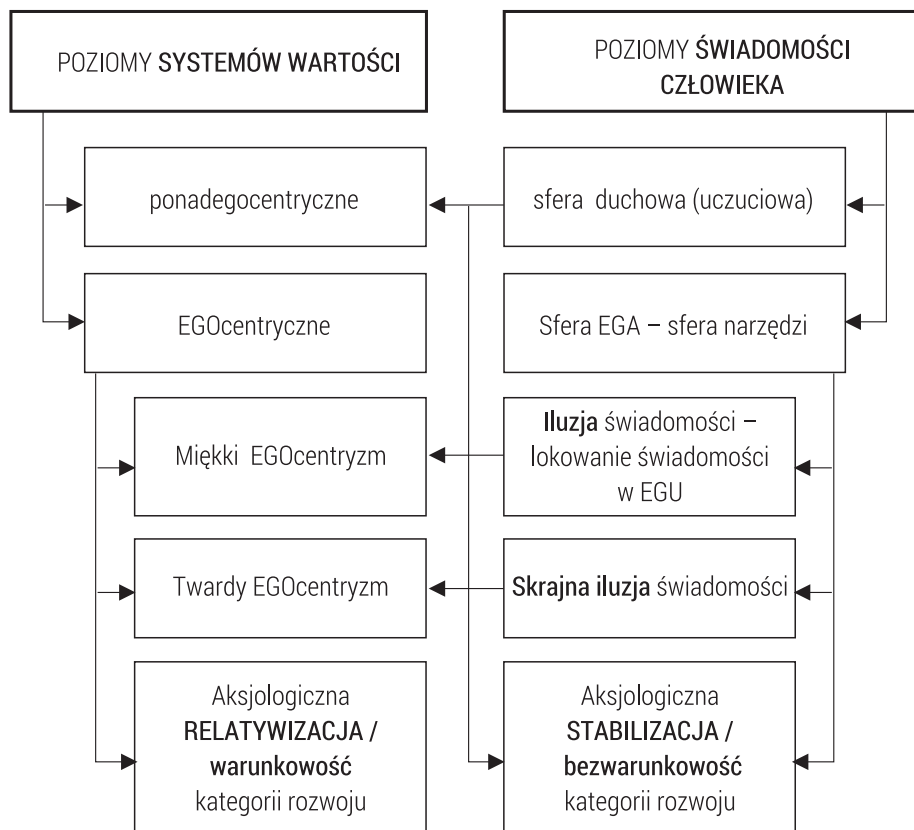 POZIOMY SYSTEMÓW WARTOŚCI
POZIOMY ŚWIADOMOŚCI
CZŁOWIEKA
ponadegocentryczne
sfera duchowa (uczuciowa)
EGOcentryczne
Sfera EGA – sfera narzędzi
Miękki EGOcentryzm
Iluzja świadomości –
lokowanie świadomości
w EGU
Twardy EGOcentryzm
Skrajna iluzja świadomości
Aksjologiczna
RELATYWIZACJA /
warunkowość
kategorii rozwoju
Aksjologiczna
STABILIZACJA /
bezwarunkowość
kategorii rozwoju